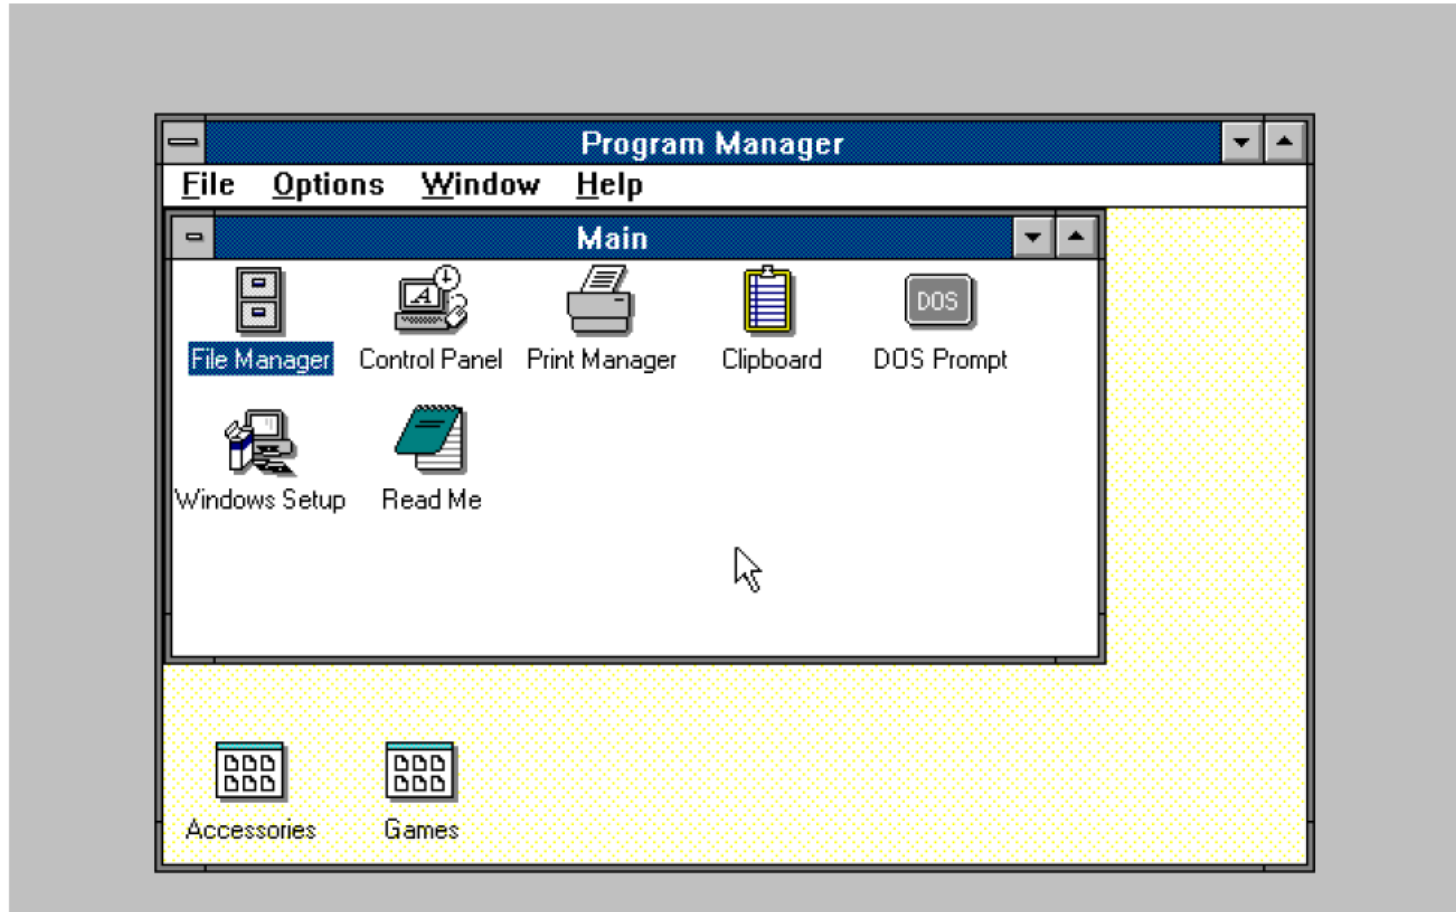 Program Manager
File Options Window Help
Main
File Manager Control Panel Print Manager Clipboard DOS DOS Prompt
Windows Setup Read Me
Accessories Games